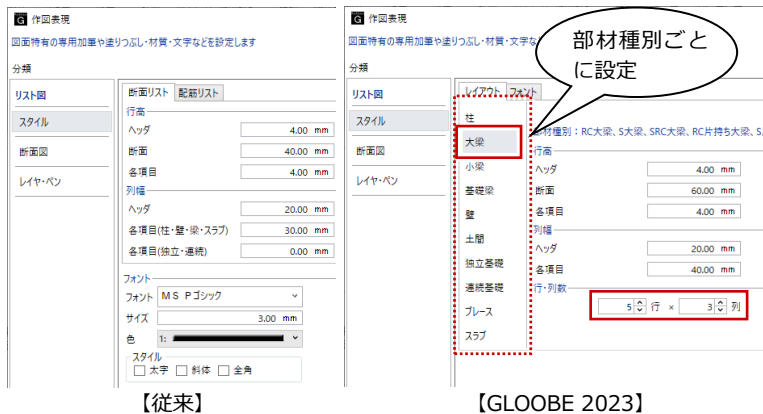 G 作図表現
図面特有の専用加筆や塗りつぶし・材質・文字などを設定します
分類
リスト図
スタイル
断面図
レイヤ・ペン
断面リスト 配筋リスト
行高
ヘッダ 4.00 mm
断面 40.00 mm
各項目 4.00 mm
列幅
ヘッダ 20.00 mm
各項目(柱・壁・梁・スラブ) 30.00 mm
各項目(独立・連続) 0.00 mm
フォント
フォント MS Pゴシック
サイズ 3.00 mm
色 1:
スタイル
太字 斜体 全角
【従来】
G 作図表現
図面特有の専用加筆や塗りつぶし・材質・文字な
部材種別ごと
に設定
分類
リスト図
スタイル
断面図
レイヤ・ペン
レイアウト フォント
柱
大梁
小梁
基礎梁
壁
土間
独立基礎
連続基礎
ブレース
スラブ
部材種別：RC大梁、S大梁、SRC大梁、RC片持ち大梁、S
行高
ヘッダ 4.00 mm
断面 60.00 mm
各項目 4.00 mm
列幅
ヘッダ 20.00 mm
各項目 40.00 mm
行・列数
5 行 × 3 列
【GLOOBE 2023】